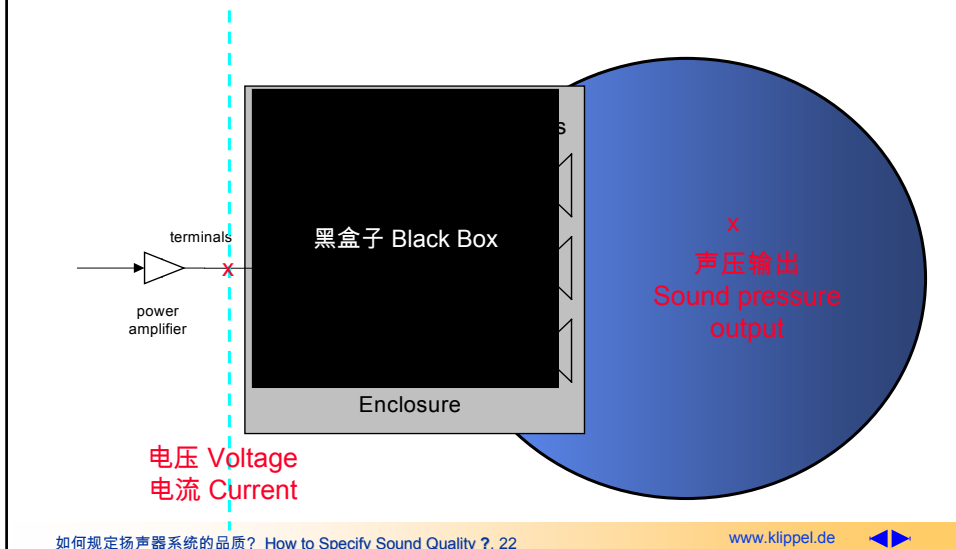 s
terminals
x
黑盒子 Black Box
x
声压输出
Sound pressure
output
power
amplifier
Enclosure
电压 Voltage
电流 Current
如何规定扬声器系统的品质? How to Specify Sound Quality ?, 22
www.klippel.de